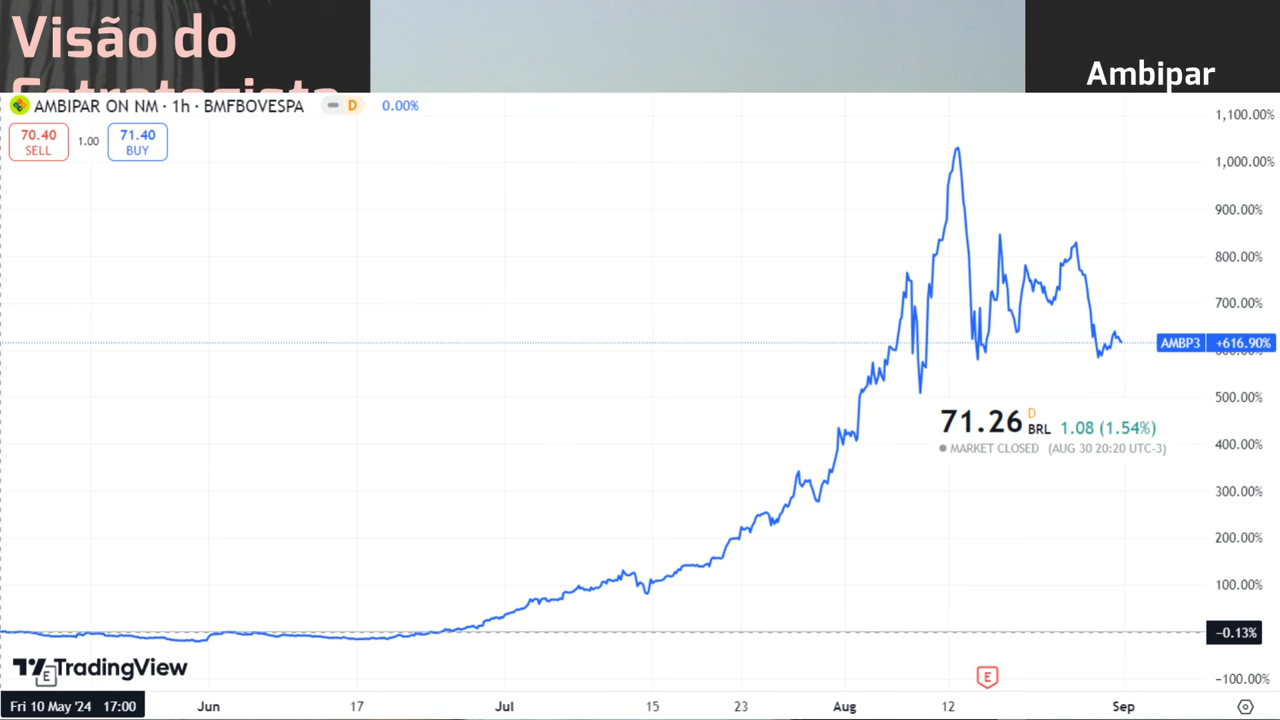 Visão do
Estrategista
Ambipar
AMBIPAR ON NM · 1h · BMFBOVESPA D 0.00%
70.40
SELL
1.00
71.40
BUY
1,100.00%
1,000.00%
900.00%
800.00%
700.00%
AMBP3 +616.90%
600.00%
500.00%
400.00%
300.00%
200.00%
100.00%
−0.13%
−100.00%
71.26 D BRL 1.08 (1.54%)
MARKET CLOSED (AUG 30 20:20 UTC-3)
TradingView
E
E
Fri 10 May '24 17:00 Jun 17 Jul 15 23 Aug 12 Sep